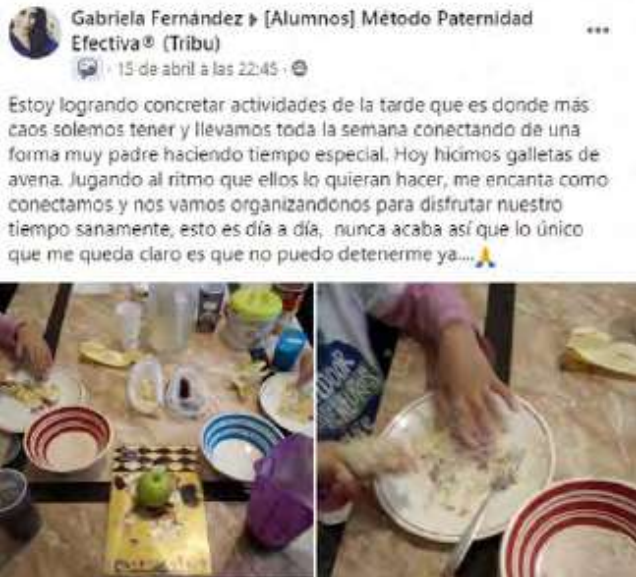 Gabriela Fernández ▸ [Alumnos] Método Paternidad
Efectiva® (Tribu)
15 de abril a las 22:45 ·
Estoy logrando concretar actividades de la tarde que es donde más
caos solemos tener y llevamos toda la semana conectando de una
forma muy padre haciendo tiempo especial. Hoy hicimos galletas de
avena. Jugando al ritmo que ellos lo quieran hacer, me encanta como
conectamos y nos vamos organizandonos para disfrutar nuestro
tiempo sanamente, esto es día a día, nunca acaba así que lo único
que me queda claro es que no puedo detenerme ya....🙏